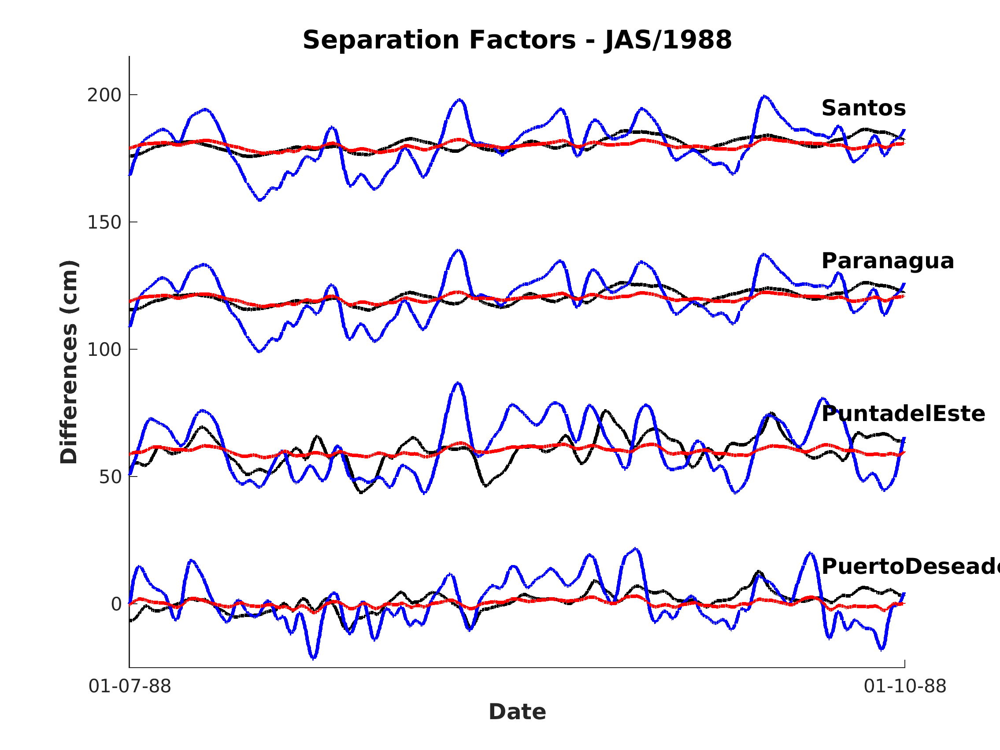 Separation Factors - JAS/1988
200
150
100
50
0
Differences (cm)
Santos
Paranagua
PuntadelEste
PuertoDesead
01-07-88
01-10-88
Date